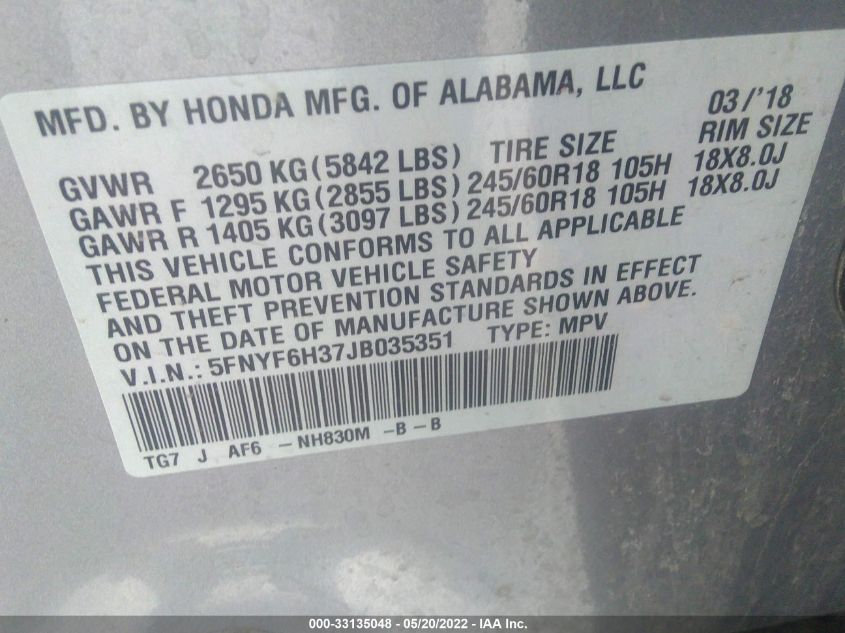 MFD. BY HONDA MFG. OF ALABAMA, LLC 03/'18
GVWR 2650 KG(5842 LBS) TIRE SIZE RIM SIZE
GAWR F 1295 KG(2855 LBS) 245/60R18 105H 18X8.0J
GAWR R 1405 KG(3097 LBS) 245/60R18 105H 18X8.0J
THIS VEHICLE CONFORMS TO ALL APPLICABLE
FEDERAL MOTOR VEHICLE SAFETY
AND THEFT PREVENTION STANDARDS IN EFFECT
ON THE DATE OF MANUFACTURE SHOWN ABOVE.
V.I.N.: 5FNYF6H37JB035351 TYPE: MPV
TG7 J AF6 -NH830M -B-B
000-33135048 - 05/20/2022 - IAA Inc.